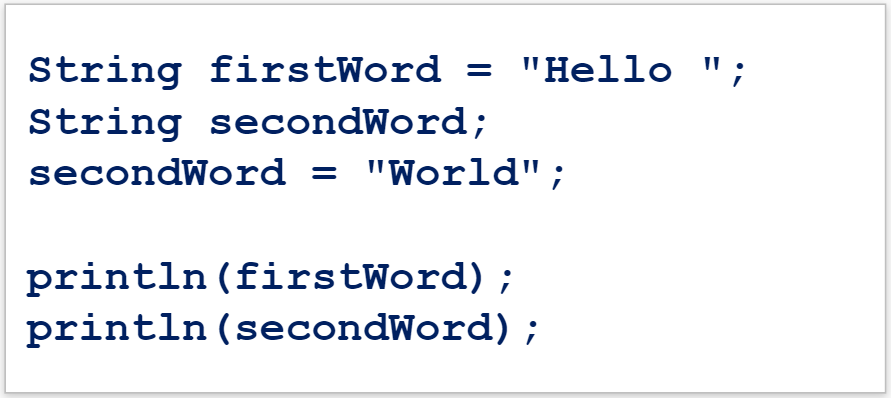 String firstWord = "Hello ";
String secondWord;
secondWord = "World";
println(firstWord);
println(secondWord);